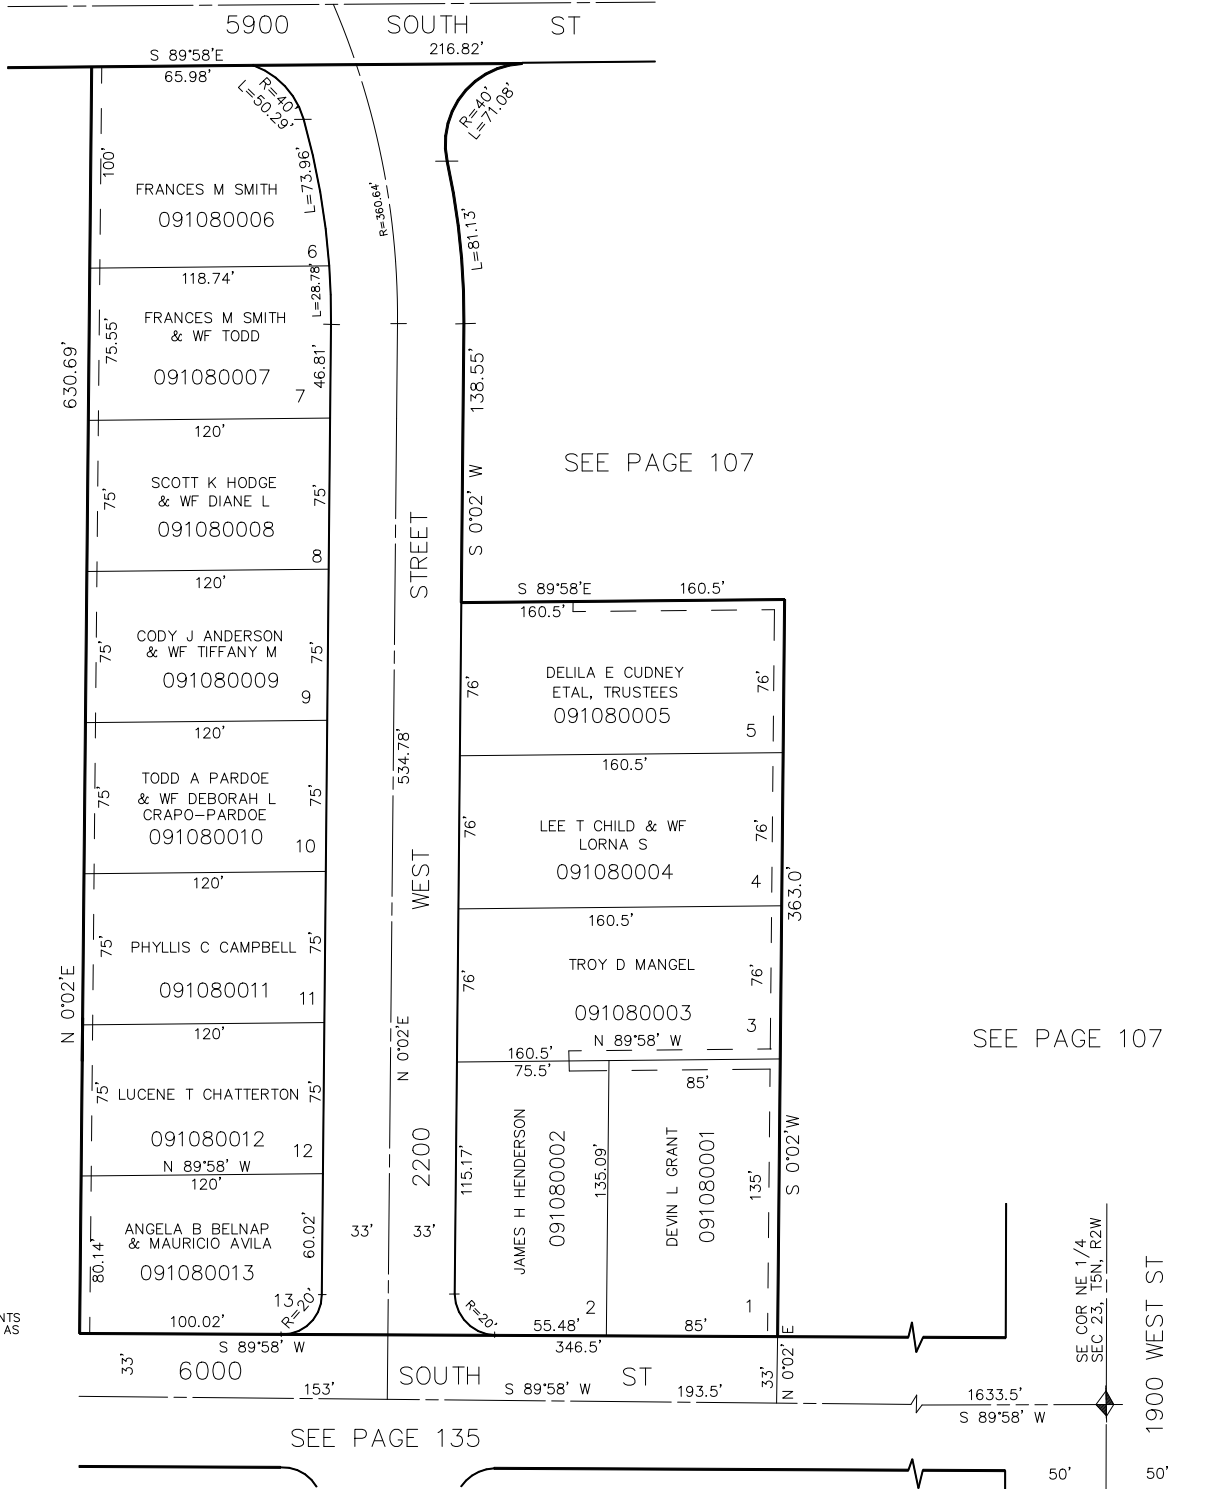 5900 SOUTH ST
S 89°58'E
216.82'
65.98'
R=40'
L=50.29'
R=40'
L=71.08'
100'
L=73.96'
R=360.64'
L=81.13'
FRANCES M SMITH
091080006
6
118.74'
L=28.78'
FRANCES M SMITH
& WF TODD
091080007
7
75.55'
46.81'
630.69'
138.55'
120'
SEE PAGE 107
SCOTT K HODGE
& WF DIANE L
091080008
8
75'
75'
S 0°02' W
120'
S 89°58'E
160.5'
160.5'
CODY J ANDERSON
& WF TIFFANY M
091080009
9
75'
75'
120'
DELILA E CUDNEY
ETAL, TRUSTEES
091080005
5
76'
76'
160.5'
534.78'
TODD A PARDOE
& WF DEBORAH L
CRAPO-PARDOE
091080010
10
75'
75'
120'
LEE T CHILD & WF
LORNA S
091080004
4
76'
76'
160.5'
363.0'
PHYLLIS C CAMPBELL
091080011
11
75'
75'
120'
N 0°02'E
TROY D MANGEL
091080003
3
76'
76'
N 89°58' W
160.5'
75.5'
85'
SEE PAGE 107
N 0°02'E
2200 WEST STREET
LUCENE T CHATTERTON
091080012
12
75'
75'
N 89°58' W
120'
ANGELA B BELNAP
& MAURICIO AVILA
091080013
13
80.14'
60.02'
R=20'
100.02'
33'
33'
115.17'
JAMES H HENDERSON
091080002
2
135.09'
R=20'
55.48'
DEVIN L GRANT
091080001
1
135'
85'
S 0°02'W
NTS
AS
S 89°58' W
346.5'
33'
6000 SOUTH ST
153'
S 89°58' W
193.5'
33'
N 0°02' E
1633.5'
S 89°58' W
SE COR NE 1/4
SEC 23, T5N, R2W
1900 WEST ST
SEE PAGE 135
50'
50'